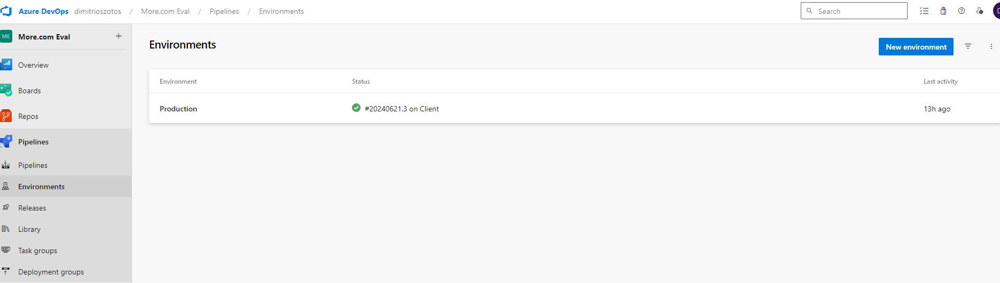 Azure DevOps dimitrioszotos / More.com Eval / Pipelines / Environments
Search
D
ME More.com Eval +
Overview
Boards
Repos
Pipelines
Pipelines
Environments
Releases
Library
Task groups
Deployment groups
Environments
New environment
Environment Status Last activity
Production #20240621.3 on Client 13h ago